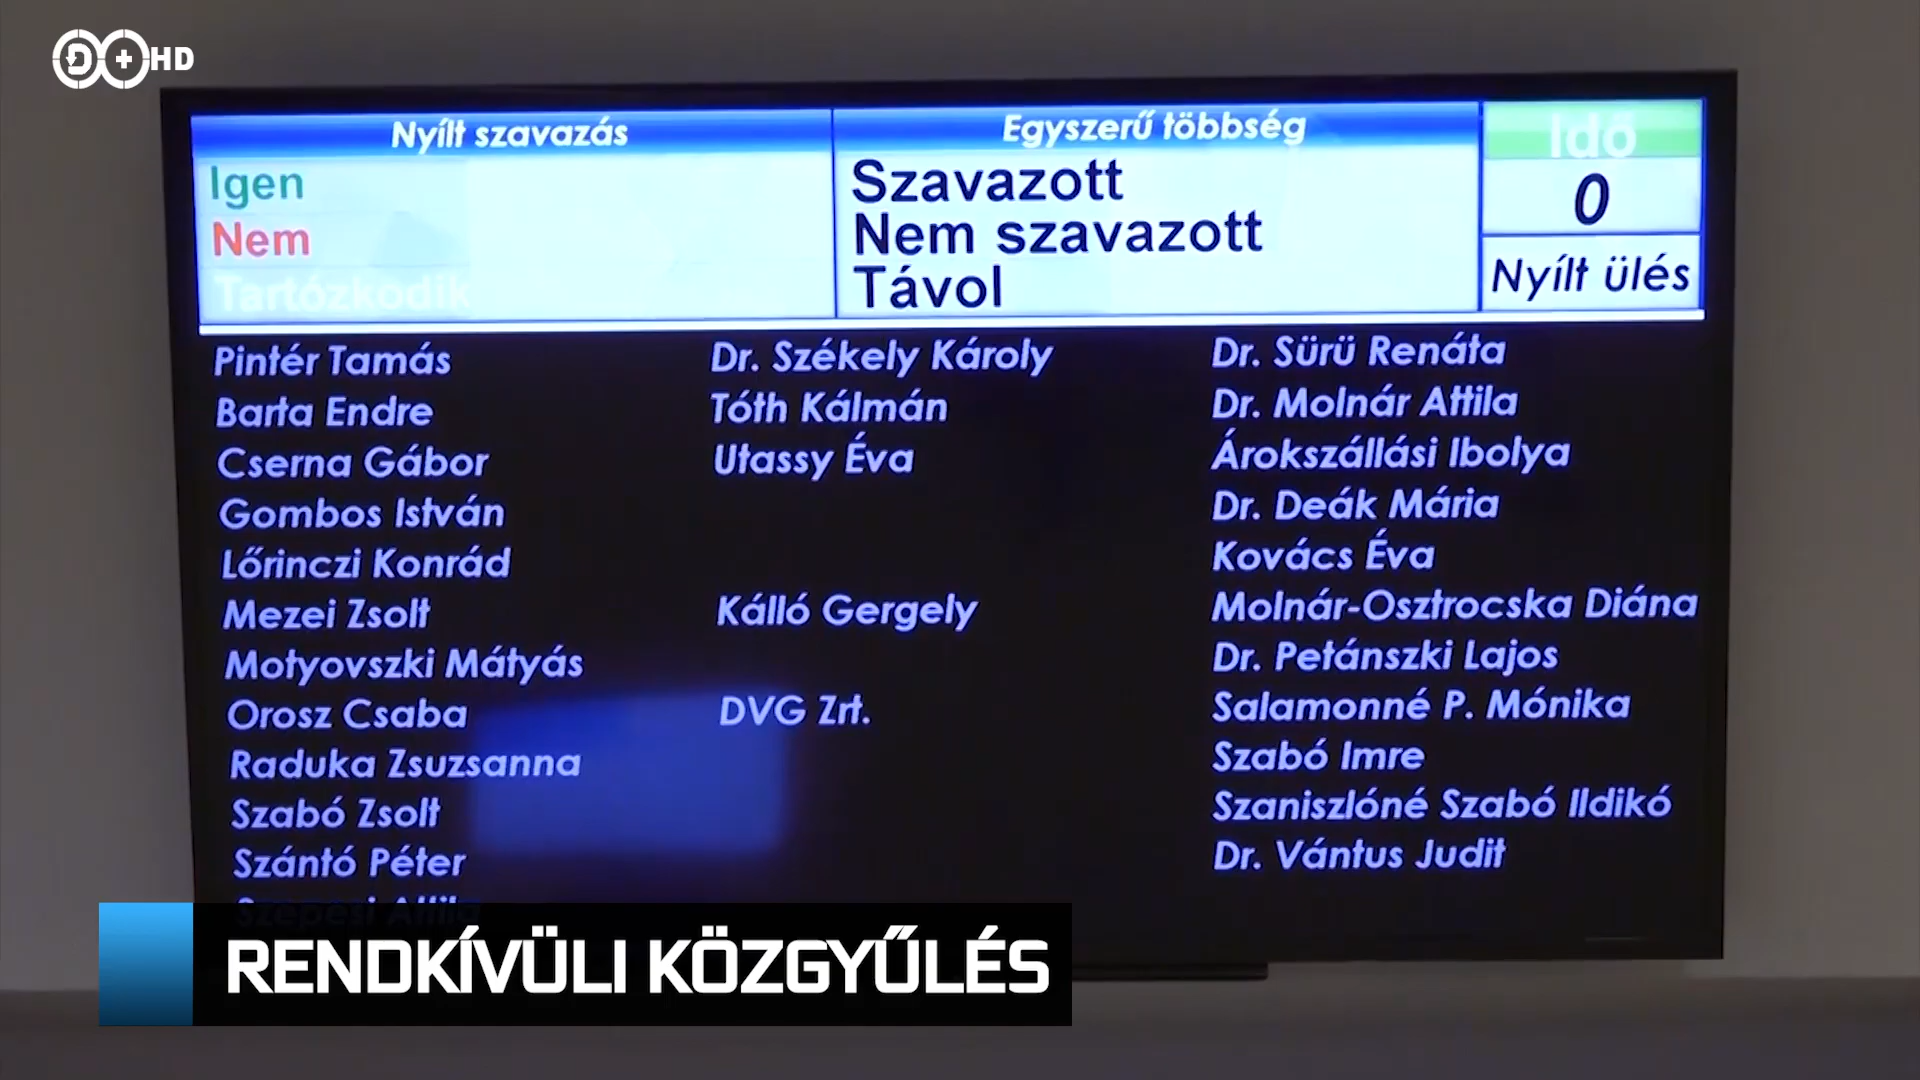 D+HD
Nyílt szavazás
Igen
Nem
Tartózkodik
Egyszerű többség
Szavazott
Nem szavazott
Távol
Idő
0
Nyílt ülés
Pintér Tamás
Barta Endre
Cserna Gábor
Gombos István
Lőrinczi Konrád
Mezei Zsolt
Motyovszki Mátyás
Orosz Csaba
Raduka Zsuzsanna
Szabó Zsolt
Szántó Péter
Szepesi Attila
Dr. Székely Károly
Tóth Kálmán
Utassy Éva
Kálló Gergely
DVG Zrt.
Dr. Sürü Renáta
Dr. Molnár Attila
Árokszállási Ibolya
Dr. Deák Mária
Kovács Éva
Molnár-Osztrocska Diána
Dr. Petánszki Lajos
Salamonné P. Mónika
Szabó Imre
Szaniszlóné Szabó Ildikó
Dr. Vántus Judit
RENDKÍVÜLI KÖZGYŰLÉS